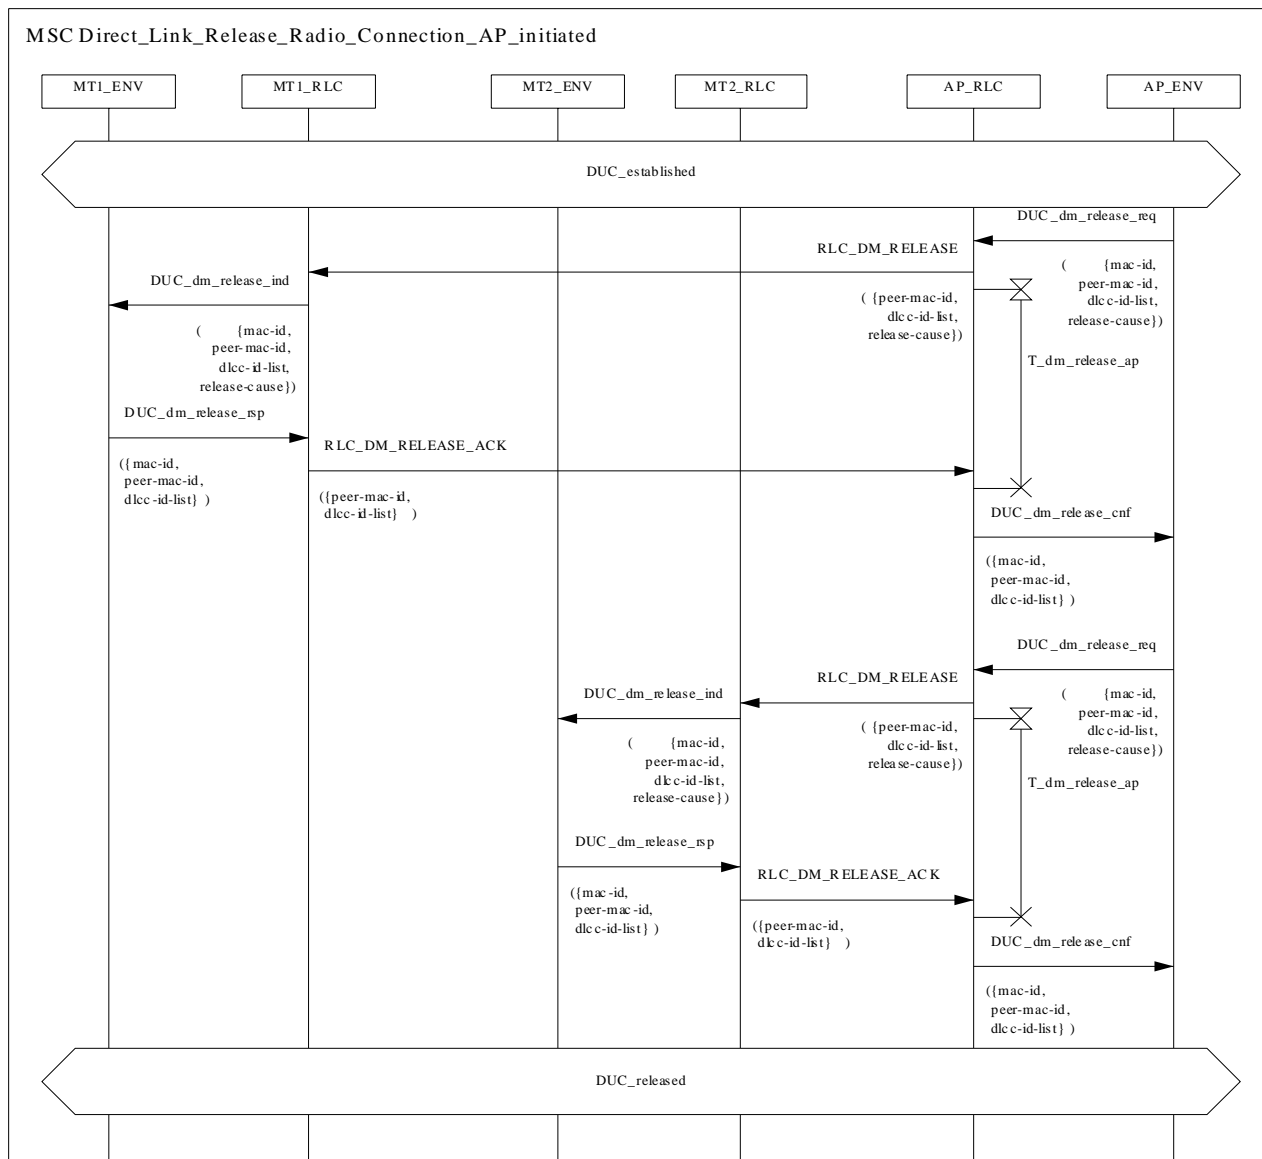 MSC Direct_Link_Release_Radio_Connection_AP_initiated
MT1_ENV MT1_RLC MT2_ENV MT2_RLC AP_RLC AP_ENV
DUC_established
DUC_dm_release_req
RLC_DM_RELEASE
( {mac-id,
peer-mac-id,
dlcc-id-list,
release-cause})
DUC_dm_release_ind
( {peer-mac-id,
dlcc-id-list,
release-cause})
( {mac-id,
peer-mac-id,
dlcc-id-list,
release-cause})
T_dm_release_ap
DUC_dm_release_rsp
RLC_DM_RELEASE_ACK
({mac-id,
peer-mac-id,
dlcc-id-list} )
({peer-mac-id,
dlcc-id-list} )
DUC_dm_release_cnf
({mac-id,
peer-mac-id,
dlcc-id-list} )
DUC_dm_release_req
RLC_DM_RELEASE
DUC_dm_release_ind
( {mac-id,
peer-mac-id,
dlcc-id-list,
release-cause})
( {peer-mac-id,
dlcc-id-list,
release-cause})
( {mac-id,
peer-mac-id,
dlcc-id-list,
release-cause})
T_dm_release_ap
DUC_dm_release_rsp
RLC_DM_RELEASE_ACK
({mac-id,
peer-mac-id,
dlcc-id-list} )
({peer-mac-id,
dlcc-id-list} )
DUC_dm_release_cnf
({mac-id,
peer-mac-id,
dlcc-id-list} )
DUC_released